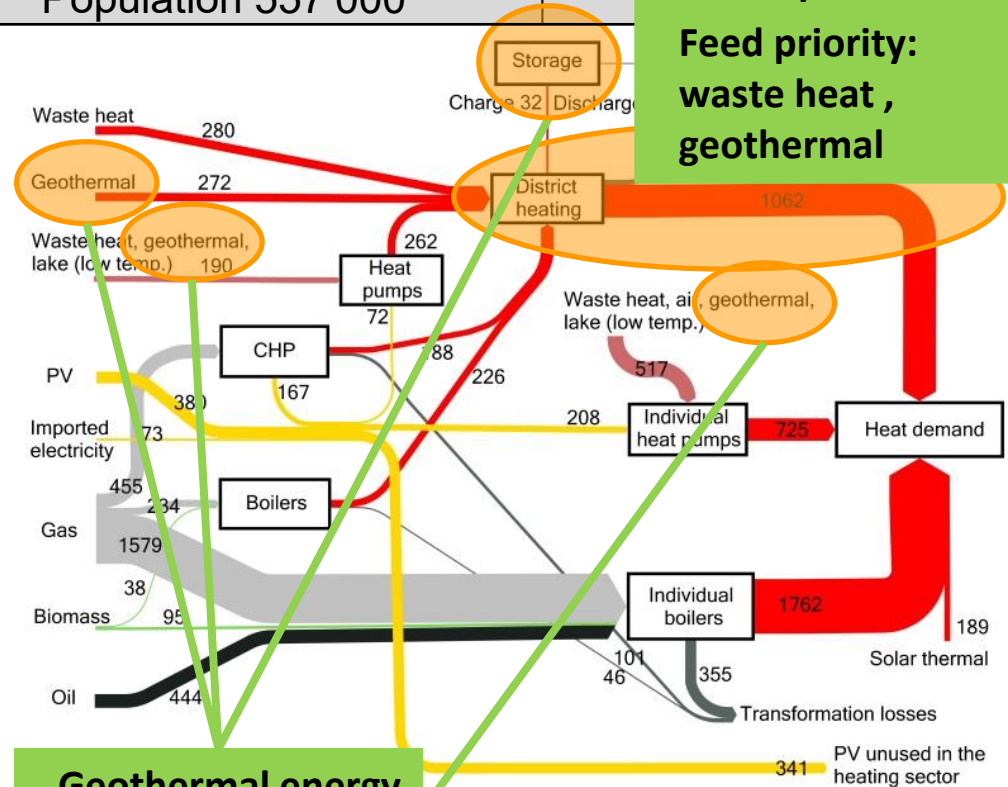 Population 557 000
Feed priority:
waste heat ,
geothermal
Storage
Charge 32
Discharge
Waste heat
280
Geothermal
272
District
heating
1062
Waste heat, geothermal,
lake (low temp.)
190
262
Heat
pumps
72
Waste heat, air, geothermal,
lake (low temp.)
517
CHP
788
226
PV
380
167
Imported
electricity
73
208
Individual
heat pumps
725
Heat demand
455
234
Boilers
Gas
1579
38
Biomass
95
Individual
boilers
1762
189
Solar thermal
Oil
444
101
46
355
Transformation losses
341
PV unused in the
heating sector
Geothermal energy